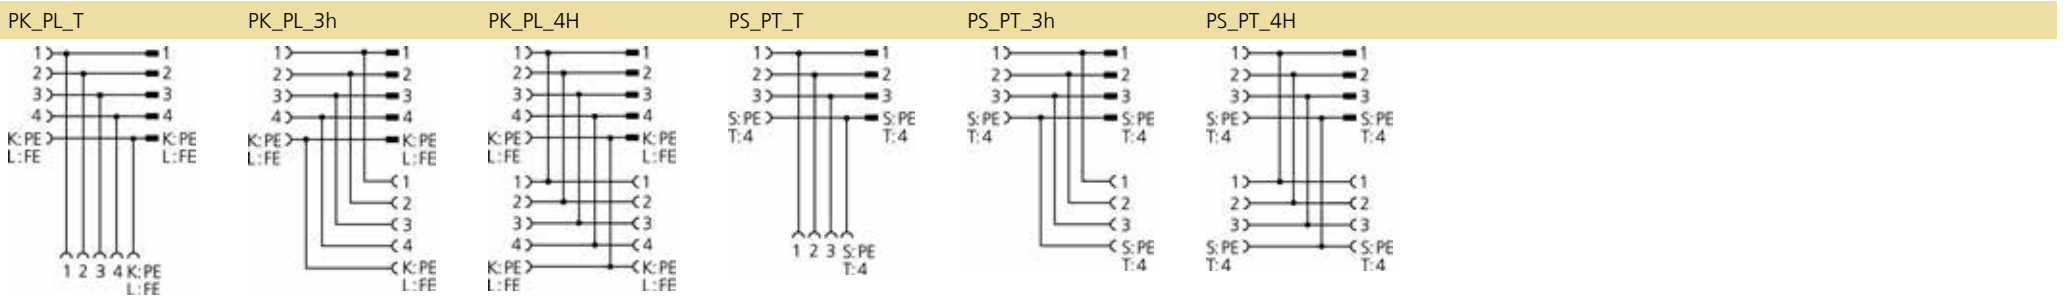 PK_PL_T
1 1
2 2
3 3
4 4
K:PE K:PE
L:FE L:FE
1 2 3 4 K:PE
L:FE
PK_PL_3h
1 1
2 2
3 3
4 4
K:PE K:PE
L:FE L:FE
1
2
3
4
K:PE
L:FE
PK_PL_4H
1 1
2 2
3 3
4 4
K:PE K:PE
L:FE L:FE
1 1
2 2
3 3
4 4
K:PE K:PE
L:FE L:FE
PS_PT_T
1 1
2 2
3 3
S:PE S:PE
T:4 T:4
1 2 3 S:PE
T:4
PS_PT_3h
1 1
2 2
3 3
S:PE S:PE
T:4 T:4
1
2
3
S:PE
T:4
PS_PT_4H
1 1
2 2
3 3
S:PE S:PE
T:4 T:4
1 1
2 2
3 3
S:PE S:PE
T:4 T:4